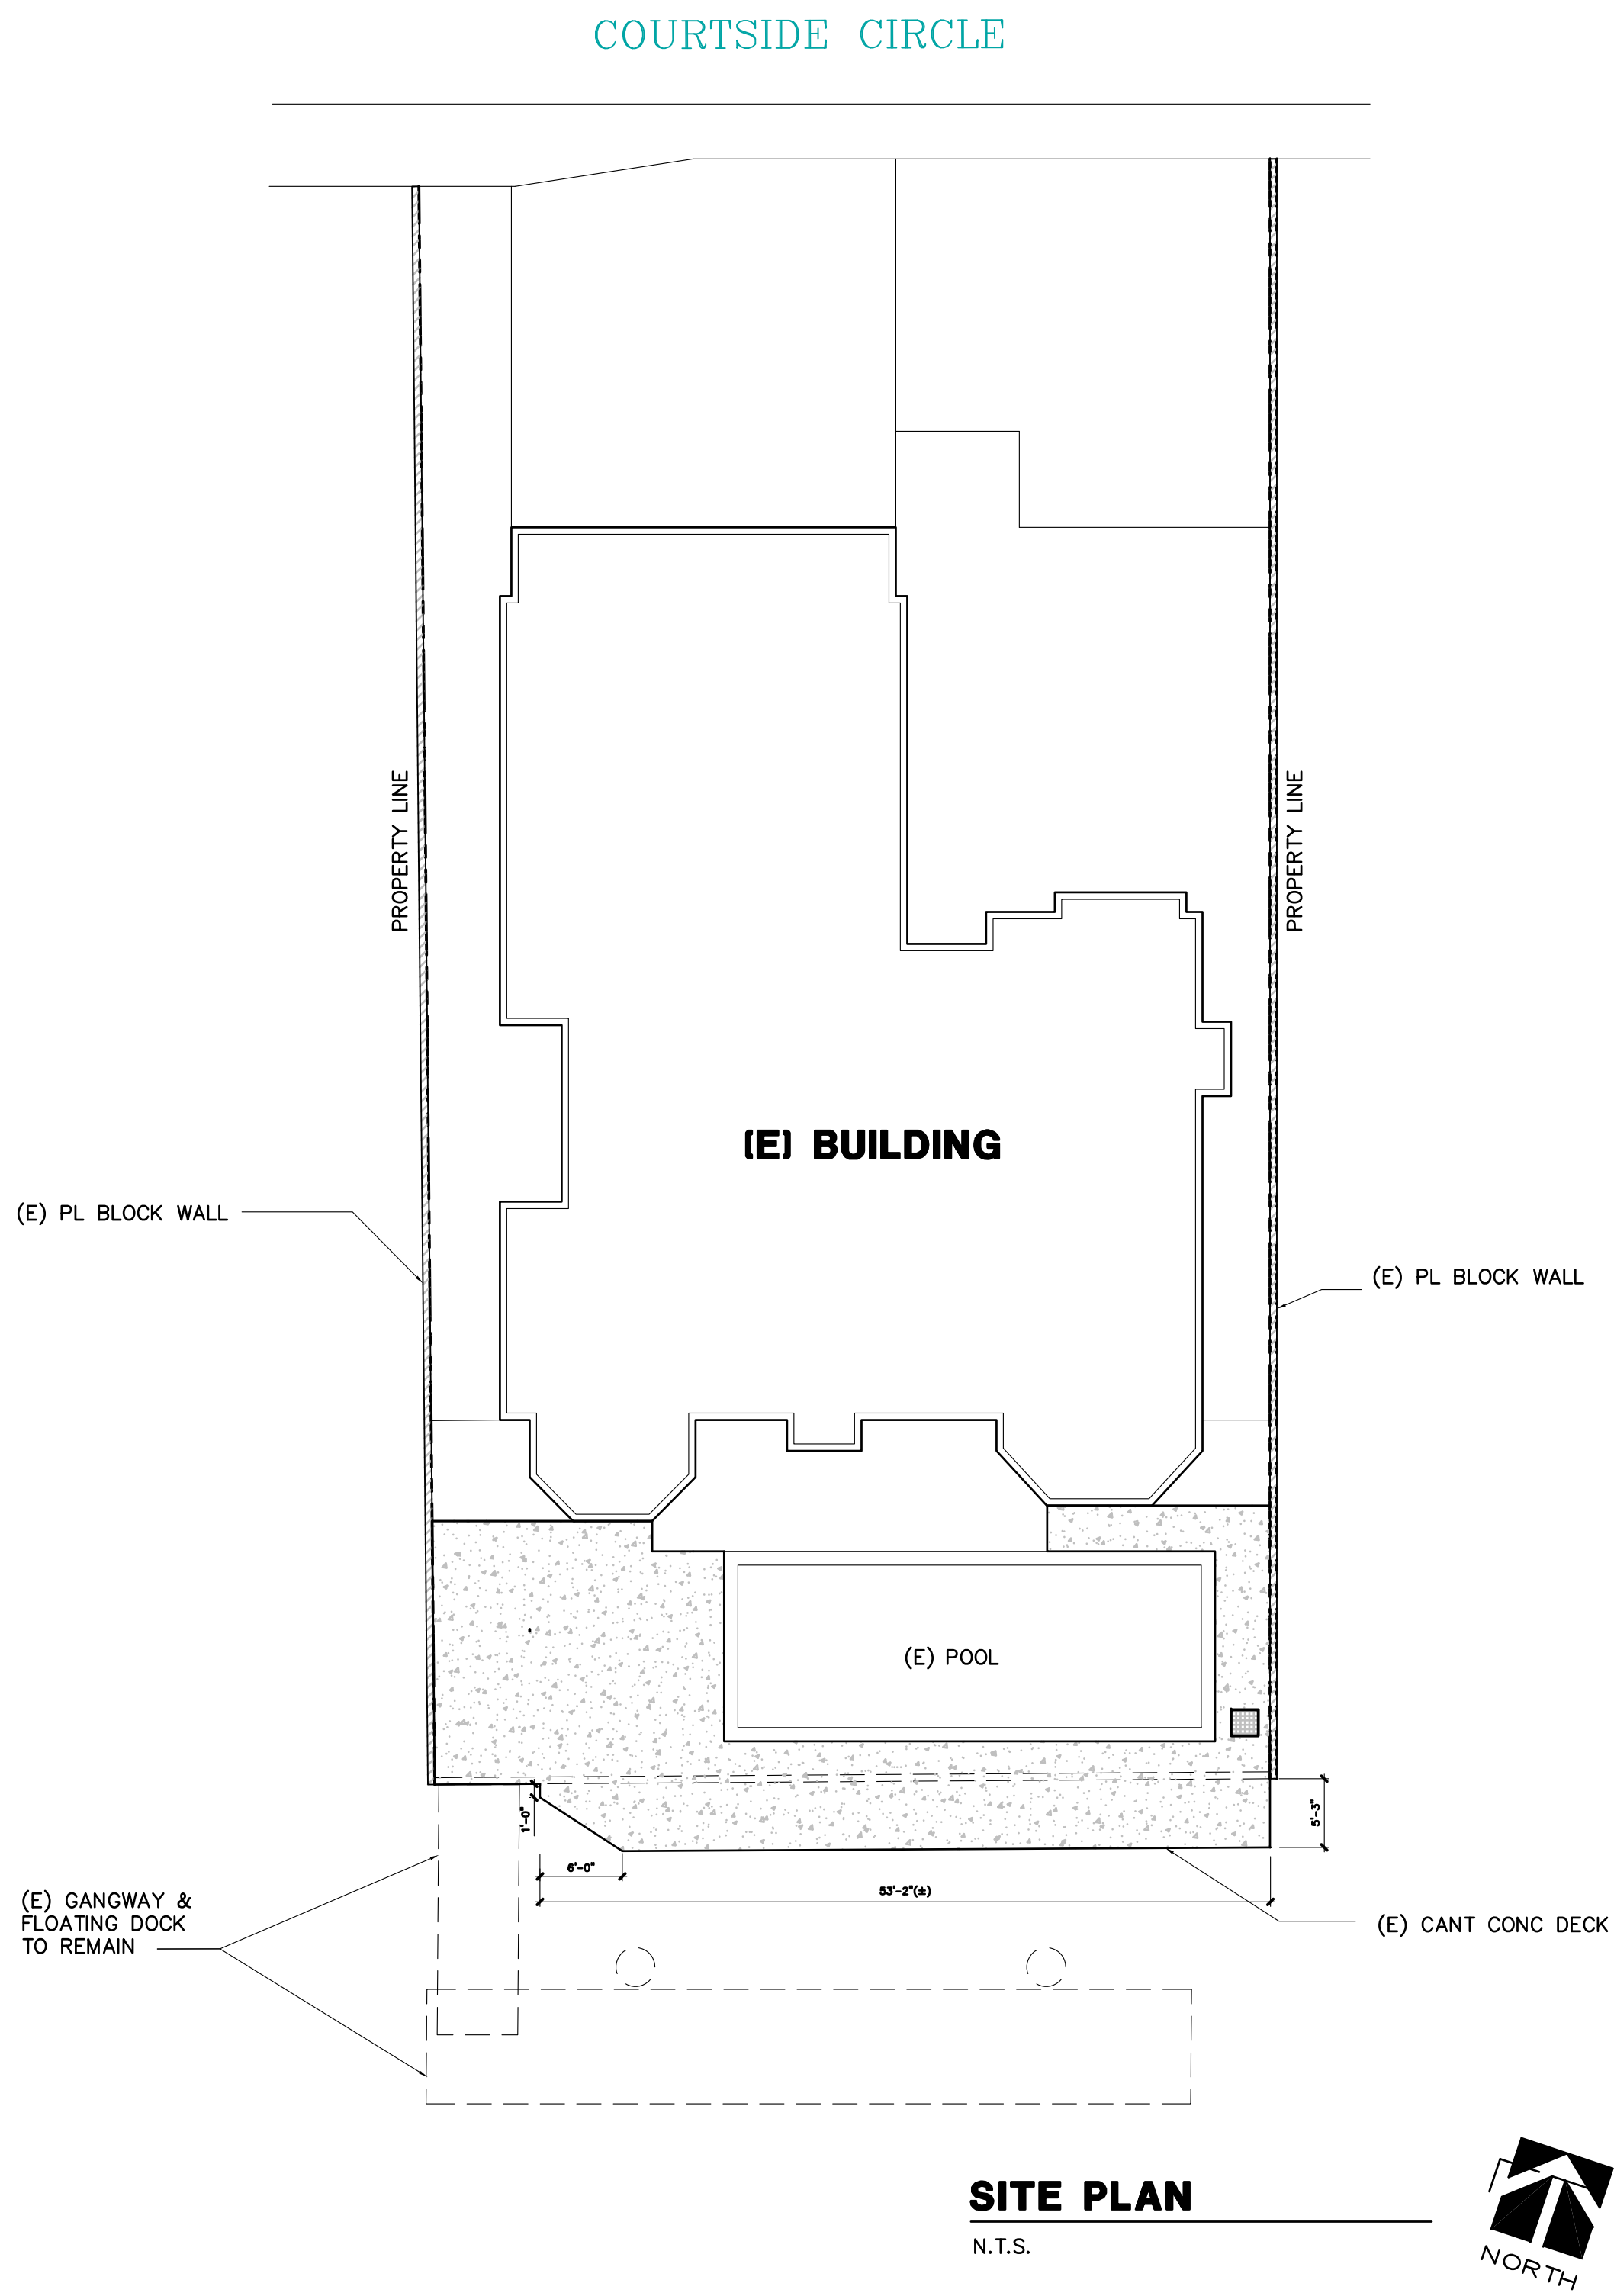 COURTSIDE CIRCLE
PROPERTY LINE
PROPERTY LINE
(E) BUILDING
(E) PL BLOCK WALL
(E) PL BLOCK WALL
(E) POOL
1'-0"
5'-3"
6'-0"
53'-2"(±)
(E) GANGWAY &
FLOATING DOCK
TO REMAIN
(E) CANT CONC DECK
SITE PLAN
N.T.S.
NORTH